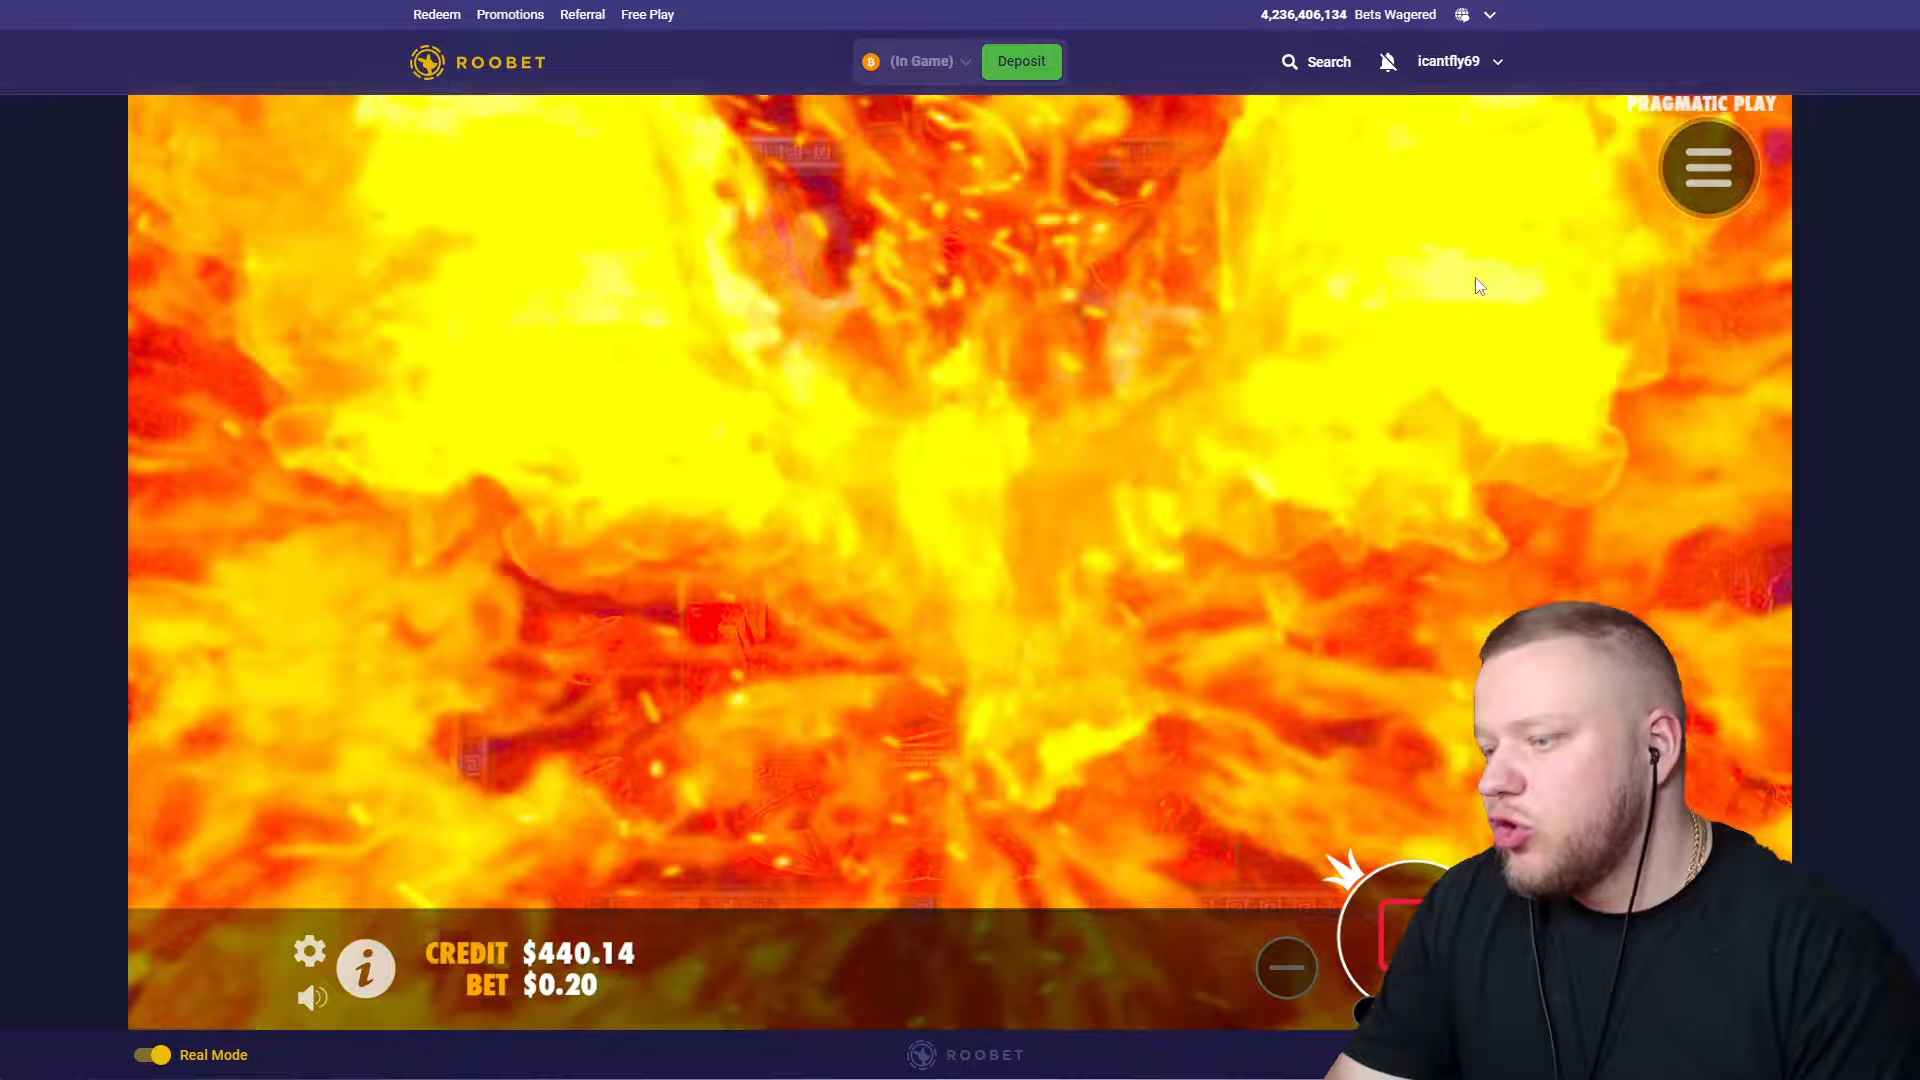 Redeem Promotions Referral Free Play 4,236,406,134 Bets Wagered
ROOBET (In Game) Deposit Search icantfly69
PRAGMATIC PLAY
CREDIT $440.14
BET $0.20
Real Mode ROOBET